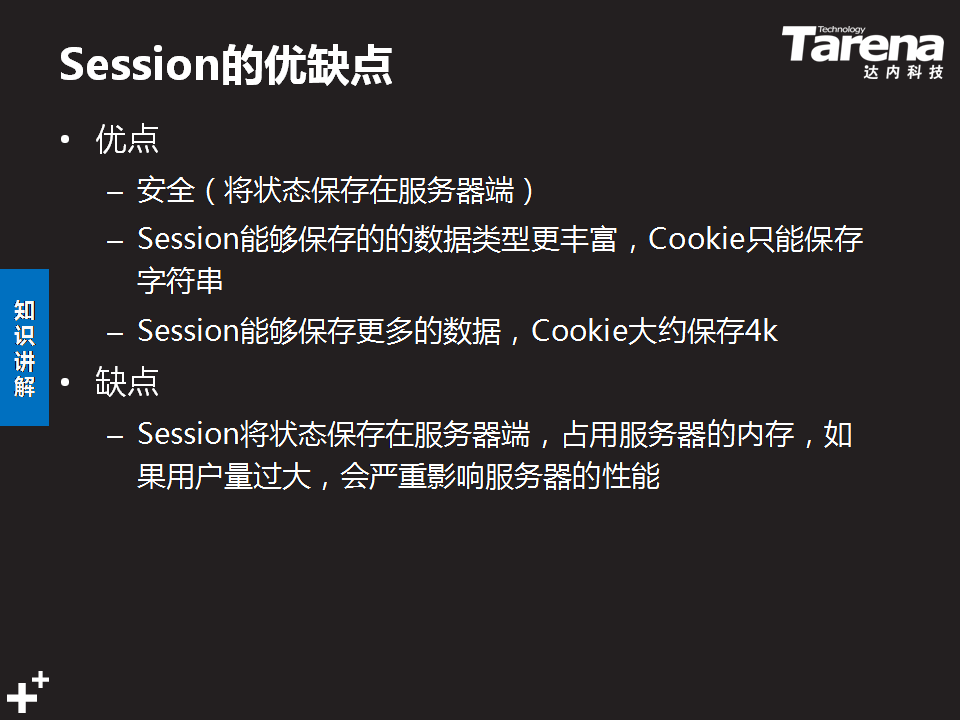 Session的优缺点
Technology
Tarena
达内科技
• 优点
– 安全（将状态保存在服务器端）
– Session能够保存的的数据类型更丰富，Cookie只能保存
字符串
– Session能够保存更多的数据，Cookie大约保存4k
知识讲解
• 缺点
– Session将状态保存在服务器端，占用服务器的内存，如
果用户量过大，会严重影响服务器的性能